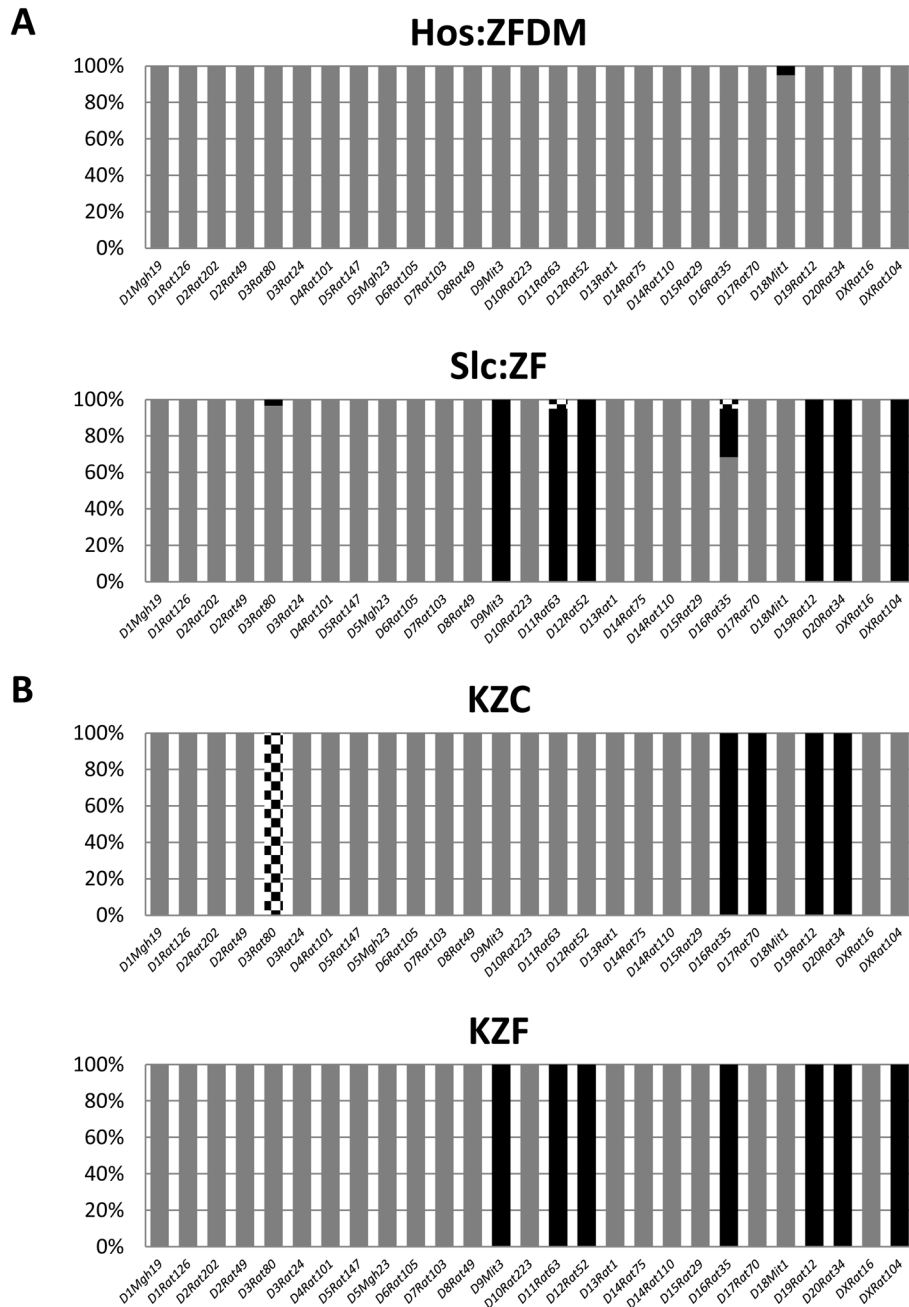 A
Hos:ZFDM
100%
80%
60%
40%
20%
0%
D1Mgh19 D1Rat126 D2Rat202 D2Rat49 D3Rat80 D3Rat24 D4Rat101 D5Rat147 D5Mgh23 D6Rat105 D7Rat103 D8Rat49 D9Mit3 D10Rat223 D11Rat63 D12Rat52 D13Rat1 D14Rat75 D14Rat110 D15Rat29 D16Rat35 D17Rat70 D18Mit1 D19Rat12 D20Rat34 DXRat16 DXRat104
Slc:ZF
100%
80%
60%
40%
20%
0%
D1Mgh19 D1Rat126 D2Rat202 D2Rat49 D3Rat80 D3Rat24 D4Rat101 D5Rat147 D5Mgh23 D6Rat105 D7Rat103 D8Rat49 D9Mit3 D10Rat223 D11Rat63 D12Rat52 D13Rat1 D14Rat75 D14Rat110 D15Rat29 D16Rat35 D17Rat70 D18Mit1 D19Rat12 D20Rat34 DXRat16 DXRat104
B
KZC
100%
80%
60%
40%
20%
0%
D1Mgh19 D1Rat126 D2Rat202 D2Rat49 D3Rat80 D3Rat24 D4Rat101 D5Rat147 D5Mgh23 D6Rat105 D7Rat103 D8Rat49 D9Mit3 D10Rat223 D11Rat63 D12Rat52 D13Rat1 D14Rat75 D14Rat110 D15Rat29 D16Rat35 D17Rat70 D18Mit1 D19Rat12 D20Rat34 DXRat16 DXRat104
KZF
100%
80%
60%
40%
20%
0%
D1Mgh19 D1Rat126 D2Rat202 D2Rat49 D3Rat80 D3Rat24 D4Rat101 D5Rat147 D5Mgh23 D6Rat105 D7Rat103 D8Rat49 D9Mit3 D10Rat223 D11Rat63 D12Rat52 D13Rat1 D14Rat75 D14Rat110 D15Rat29 D16Rat35 D17Rat70 D18Mit1 D19Rat12 D20Rat34 DXRat16 DXRat104